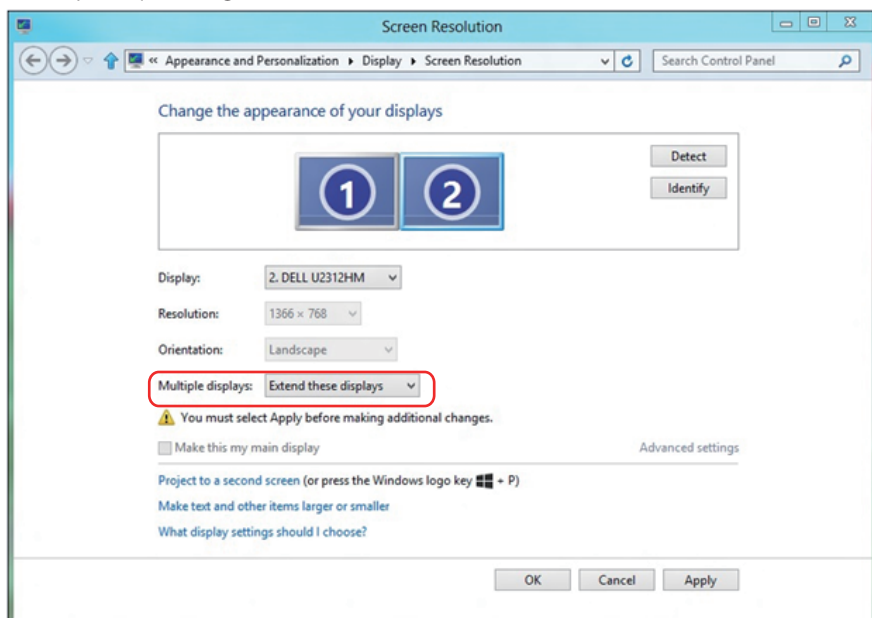 Screen Resolution
« Appearance and Personalization ▸ Display ▸ Screen Resolution
Search Control Panel
Change the appearance of your displays
1
2
Detect
Identify
Display: 2. DELL U2312HM
Resolution: 1366 × 768
Orientation: Landscape
Multiple displays: Extend these displays
You must select Apply before making additional changes.
Make this my main display
Advanced settings
Project to a second screen (or press the Windows logo key + P)
Make text and other items larger or smaller
What display settings should I choose?
OK
Cancel
Apply